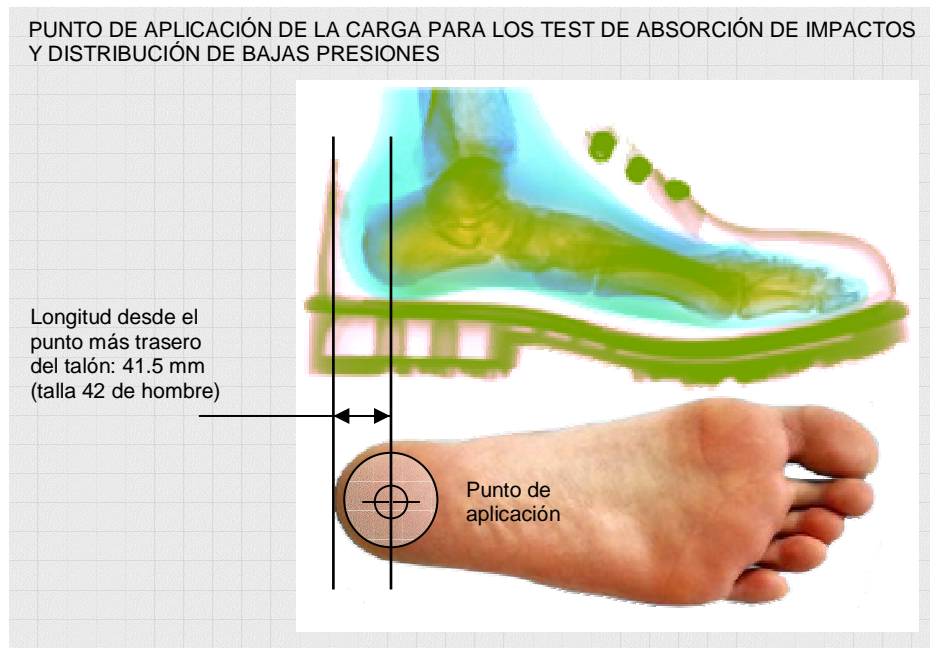 PUNTO DE APLICACIÓN DE LA CARGA PARA LOS TEST DE ABSORCIÓN DE IMPACTOS
Y DISTRIBUCIÓN DE BAJAS PRESIONES
Longitud desde el
punto más trasero
del talón: 41.5 mm
(talla 42 de hombre)
Punto de
aplicación